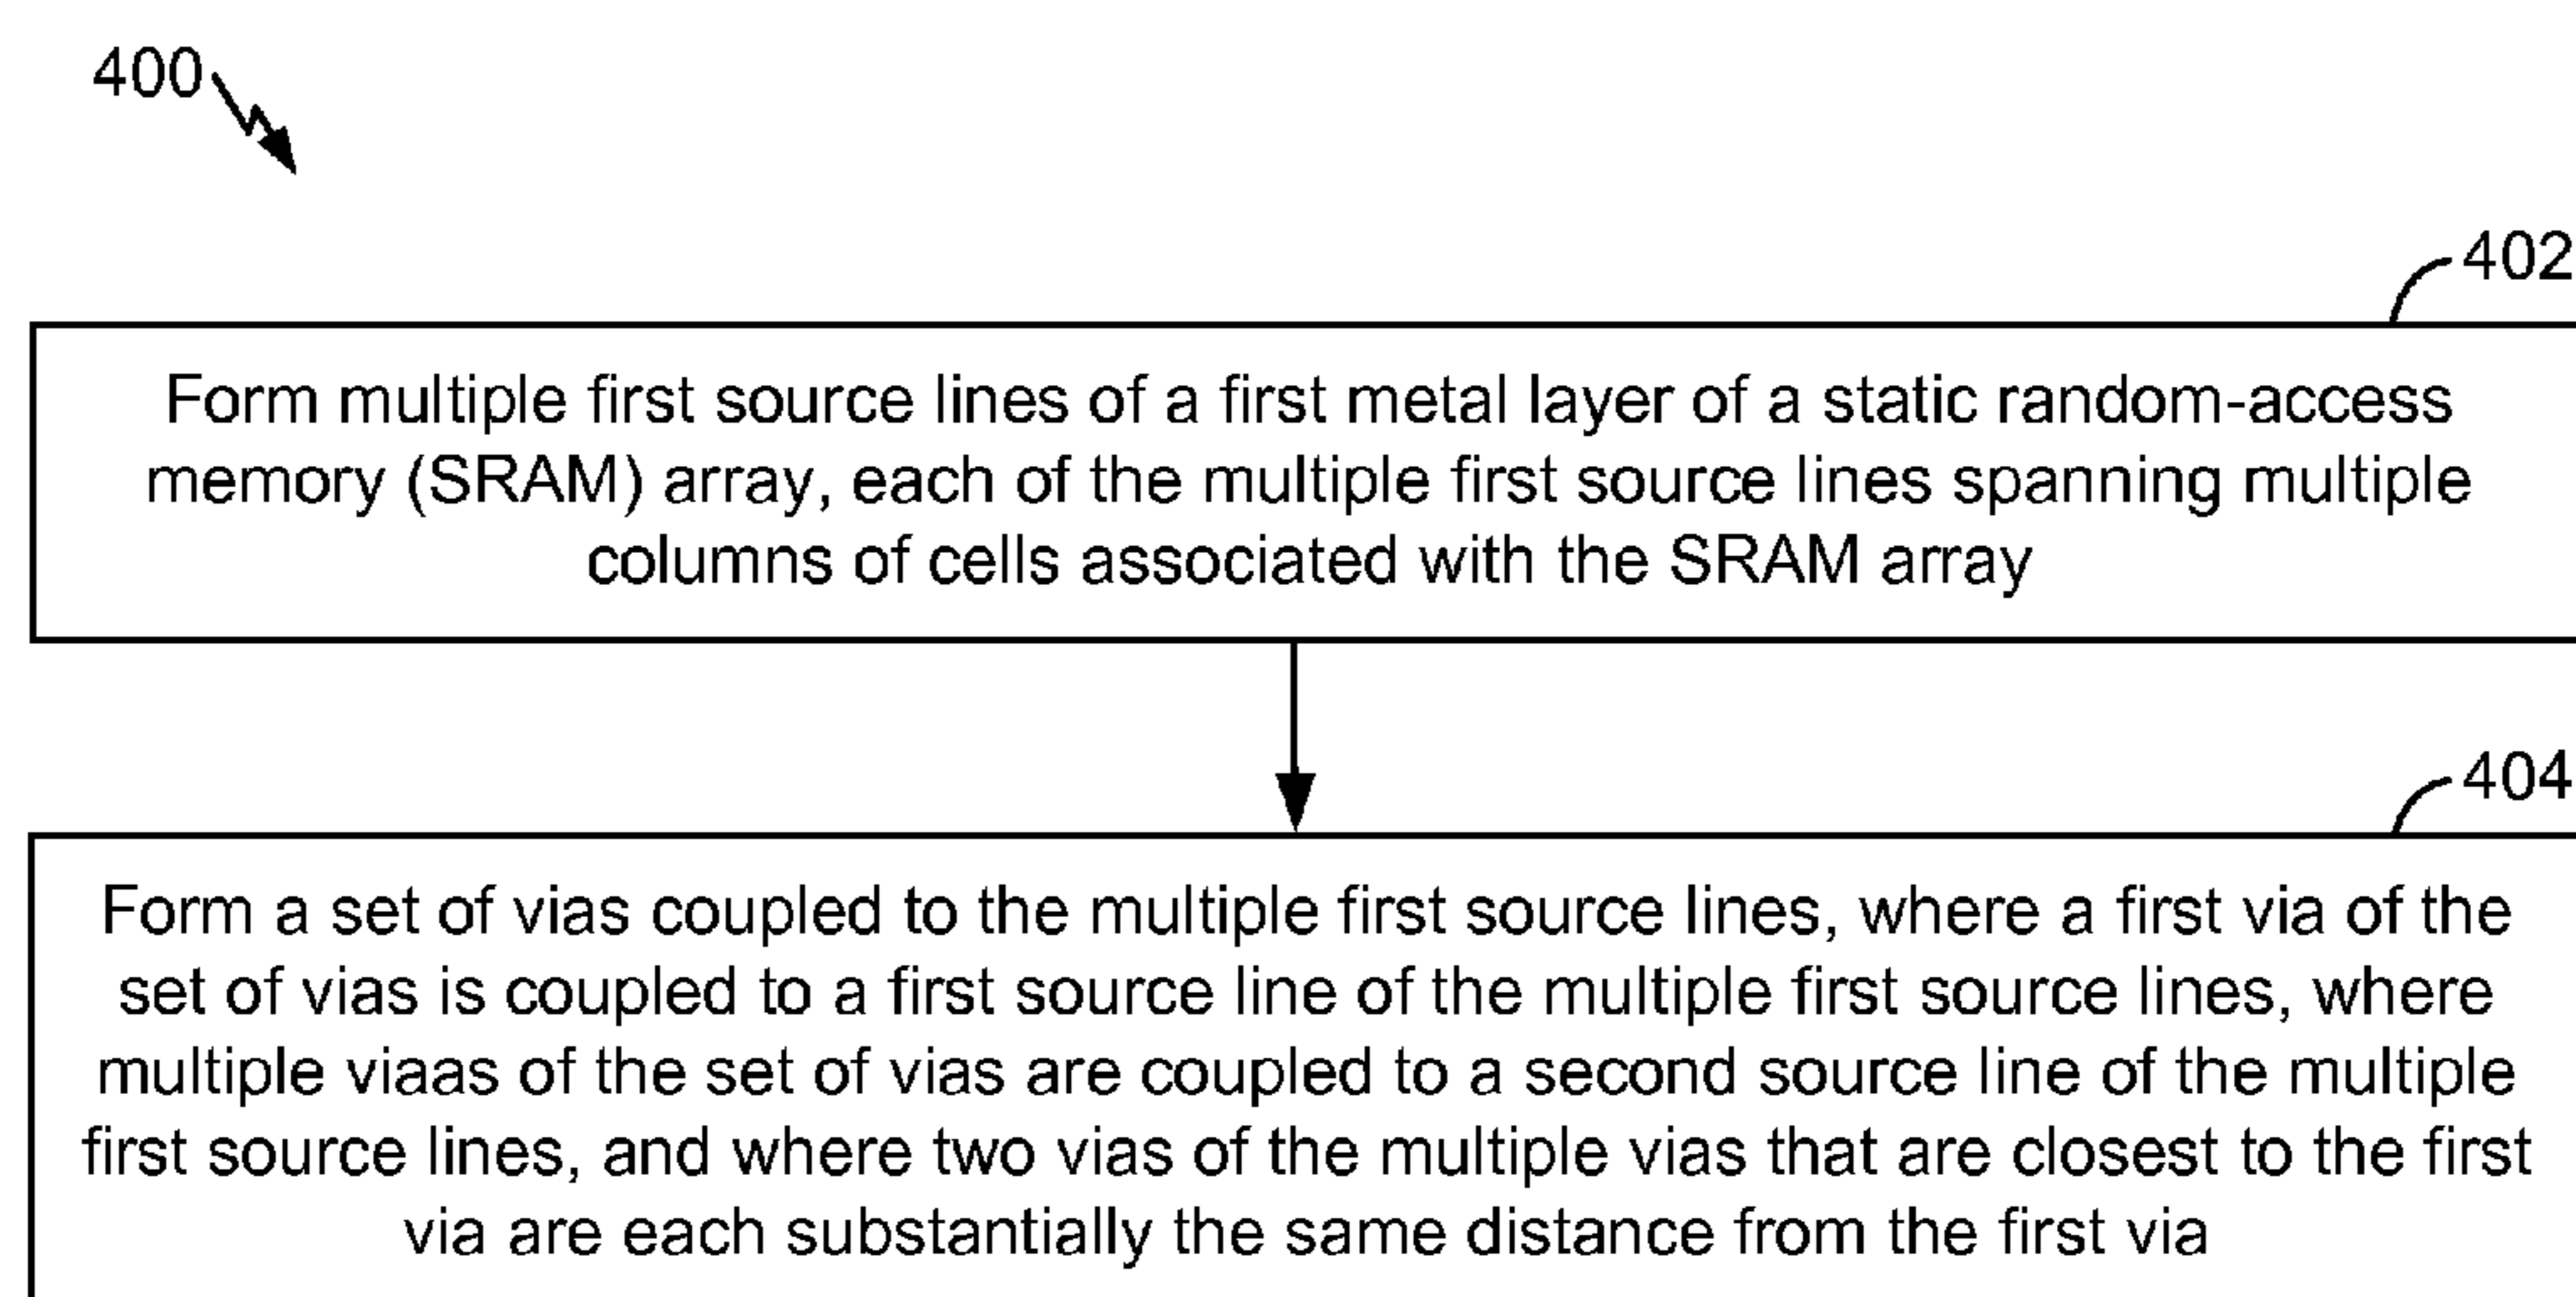 400
402
Form multiple first source lines of a first metal layer of a static random-access
memory (SRAM) array, each of the multiple first source lines spanning multiple
columns of cells associated with the SRAM array
404
Form a set of vias coupled to the multiple first source lines, where a first via of the
set of vias is coupled to a first source line of the multiple first source lines, where
multiple viaas of the set of vias are coupled to a second source line of the multiple
first source lines, and where two vias of the multiple vias that are closest to the first
via are each substantially the same distance from the first via